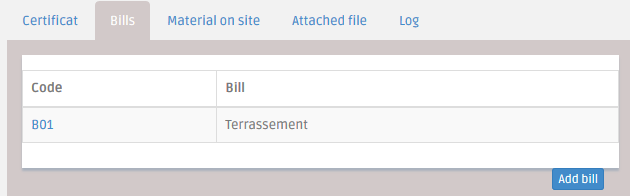 Certificat Bills Material on site Attached file Log
Code Bill
B01 Terrassement
Add bill